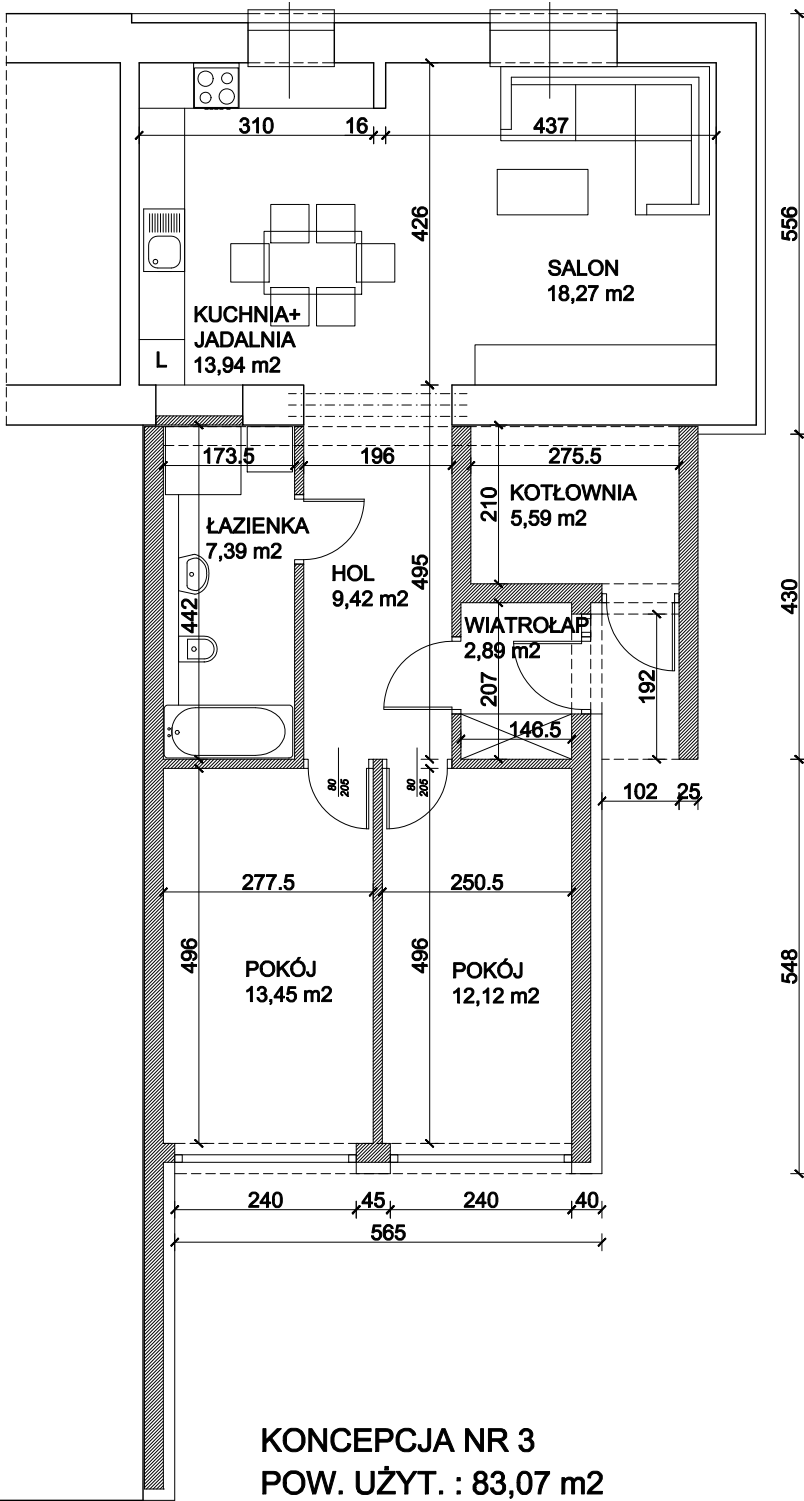 310
16
437
426
556
SALON
18,27 m2
KUCHNIA+
JADALNIA
13,94 m2
L
173.5
196
275.5
210
KOTŁOWNIA
5,59 m2
ŁAZIENKA
7,39 m2
495
HOL
9,42 m2
430
442
WIATROŁAP
2,89 m2
207
192
146.5
80
205
80
205
102
25
277.5
250.5
496
496
POKÓJ
13,45 m2
POKÓJ
12,12 m2
548
240
45
240
40
565
KONCEPCJA NR 3
POW. UŻYT. : 83,07 m2